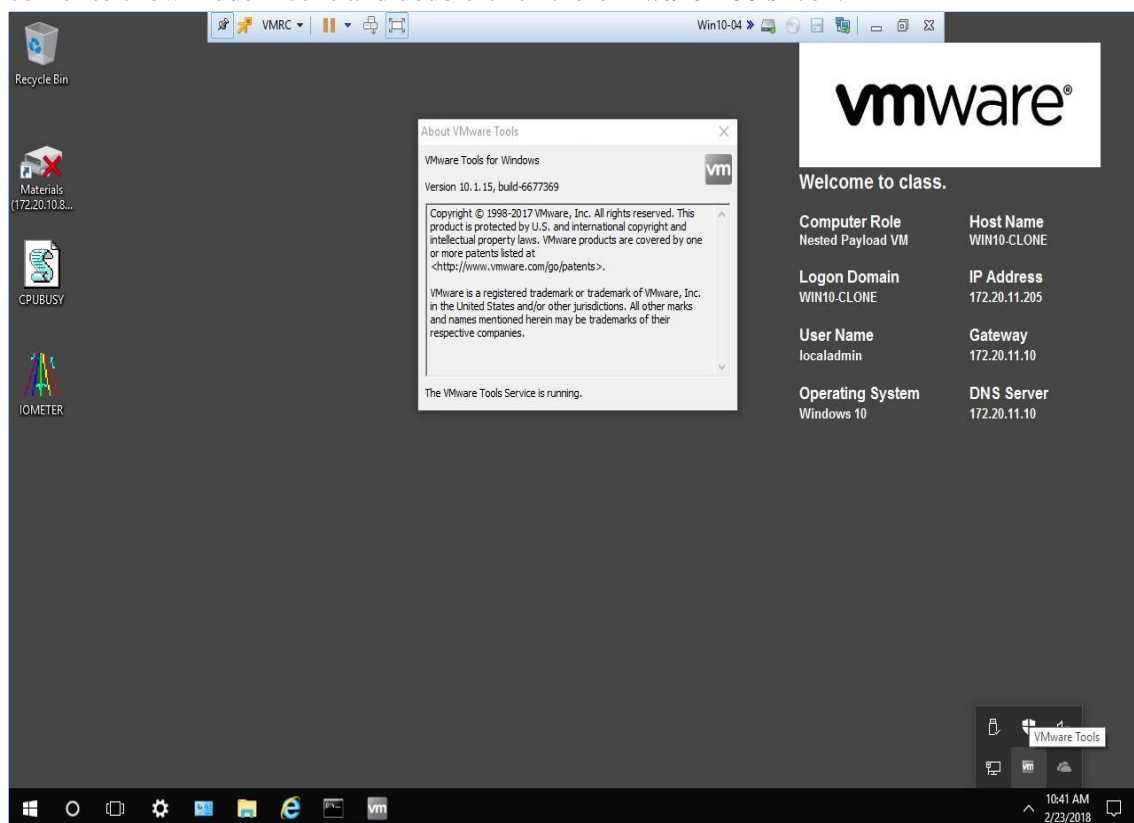 VMRC
Win10-04
Recycle Bin
vmware®
About VMware Tools
VMware Tools for Windows
Version 10.1.15, build-6677369
vm
Copyright © 1998-2017 VMware, Inc. All rights reserved. This
product is protected by U.S. and international copyright and
intellectual property laws. VMware products are covered by one
or more patents listed at
<http://www.vmware.com/go/patents>.
VMware is a registered trademark or trademark of VMware, Inc.
in the United States and/or other jurisdictions. All other marks
and names mentioned herein may be trademarks of their
respective companies.
The VMware Tools Service is running.
Materials
(172.20.10.8...
CPUBUSY
IOMETER
Welcome to class.
Computer Role
Nested Payload VM
Host Name
WIN10-CLONE
Logon Domain
WIN10-CLONE
IP Address
172.20.11.205
User Name
localadmin
Gateway
172.20.11.10
Operating System
Windows 10
DNS Server
172.20.11.10
VMware Tools
vm
vm
10:41 AM
2/23/2018